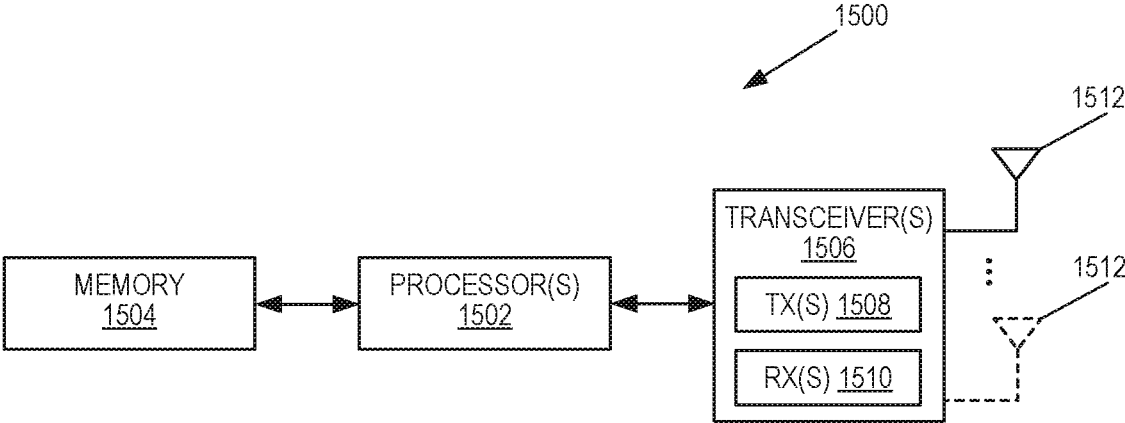 1500
1512
TRANSCEIVER(S)
1506
1512
MEMORY
1504
PROCESSOR(S)
1502
TX(S) 1508
RX(S) 1510